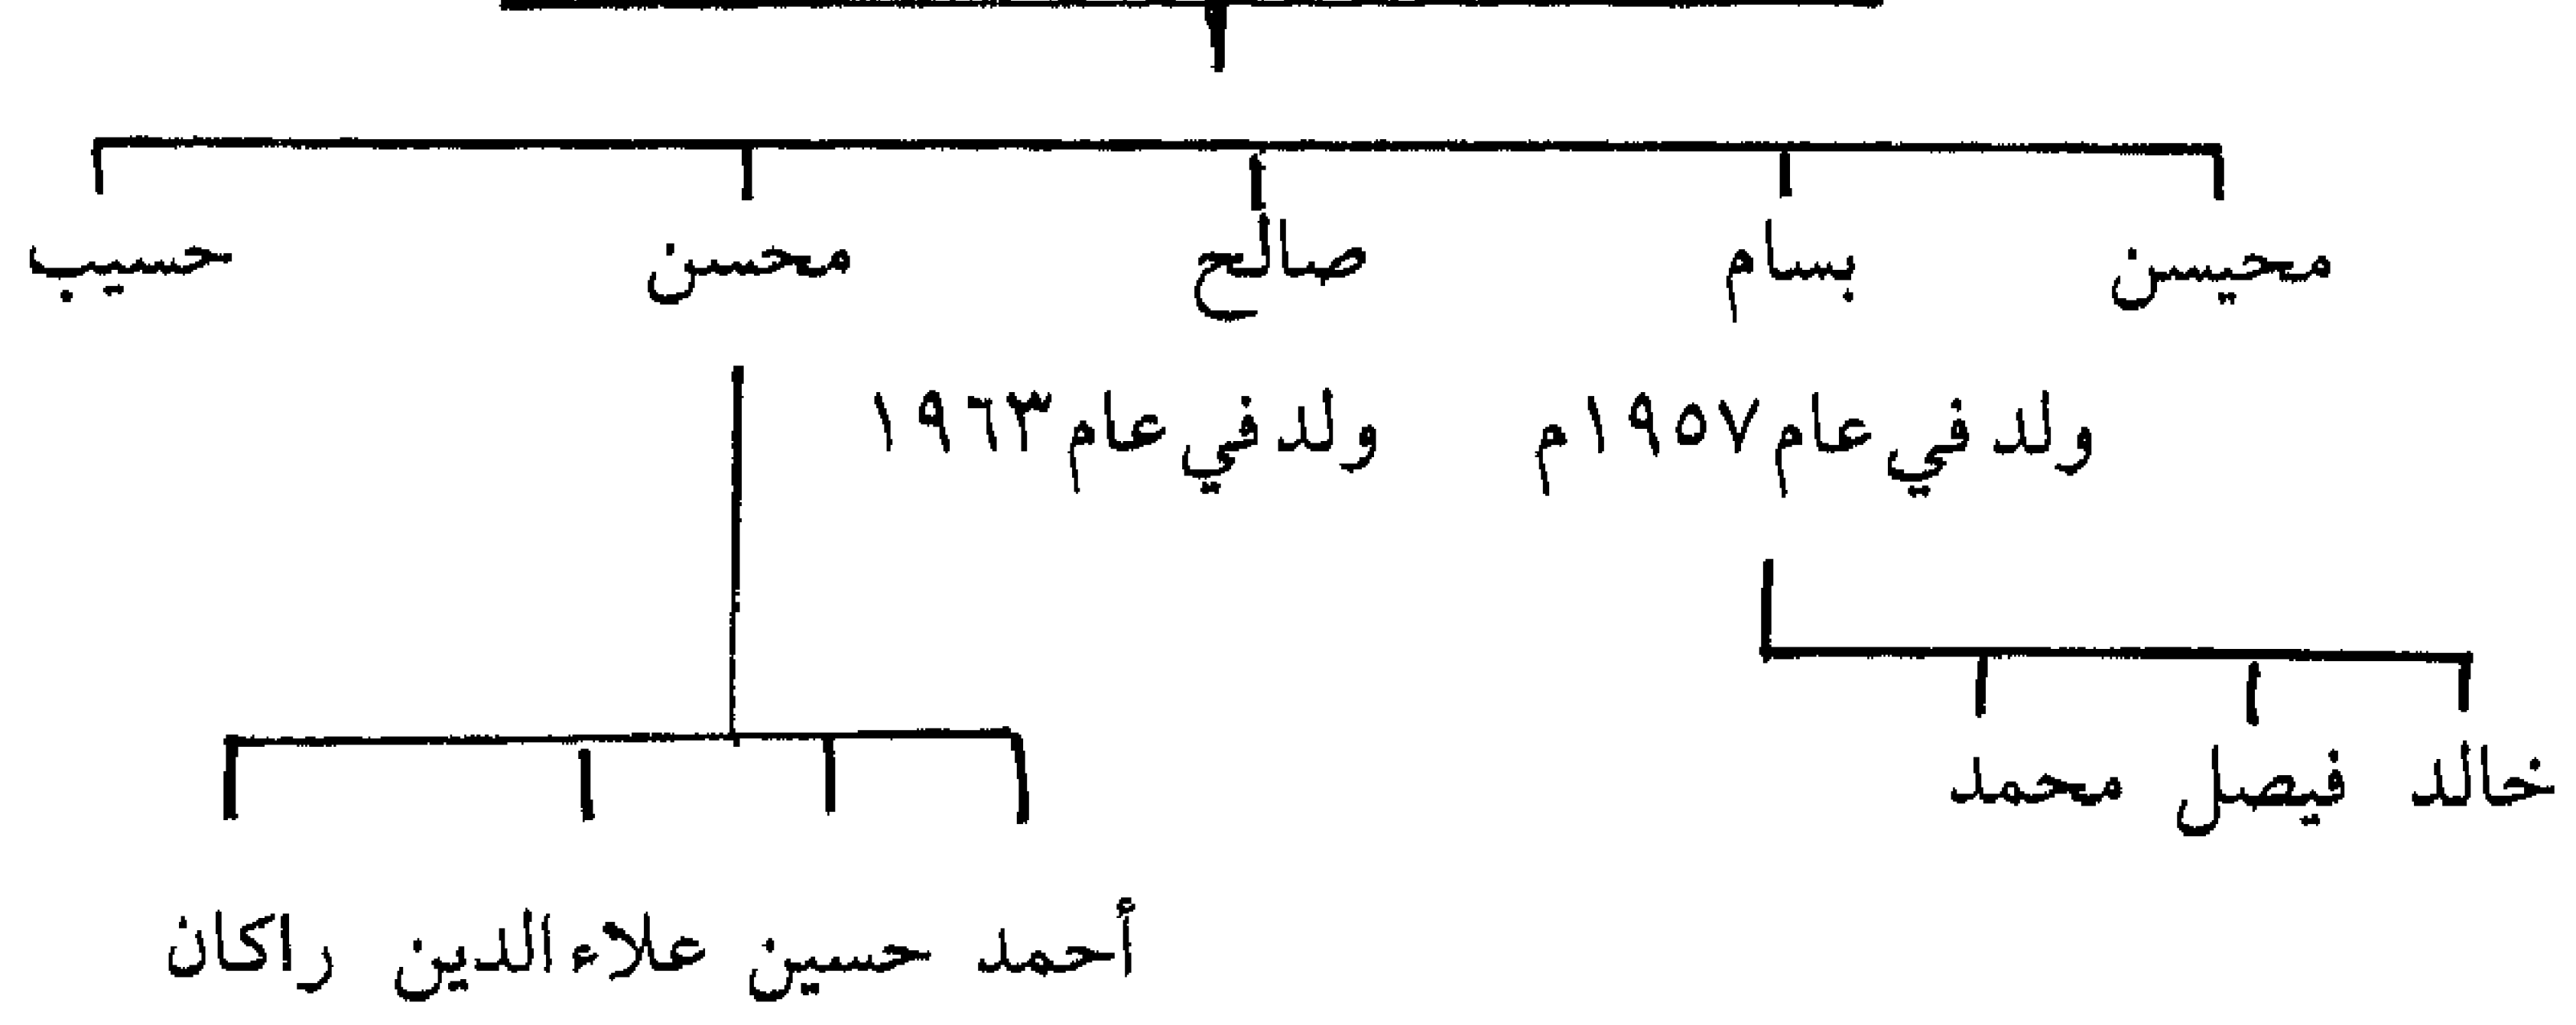 محيسن بسام صالح محسن حسيب
ولد في عام ١٩٥٧م ولد في عام ١٩٦٣
خالد فيصل محمد
أحمد حسين علاء الدين راكان